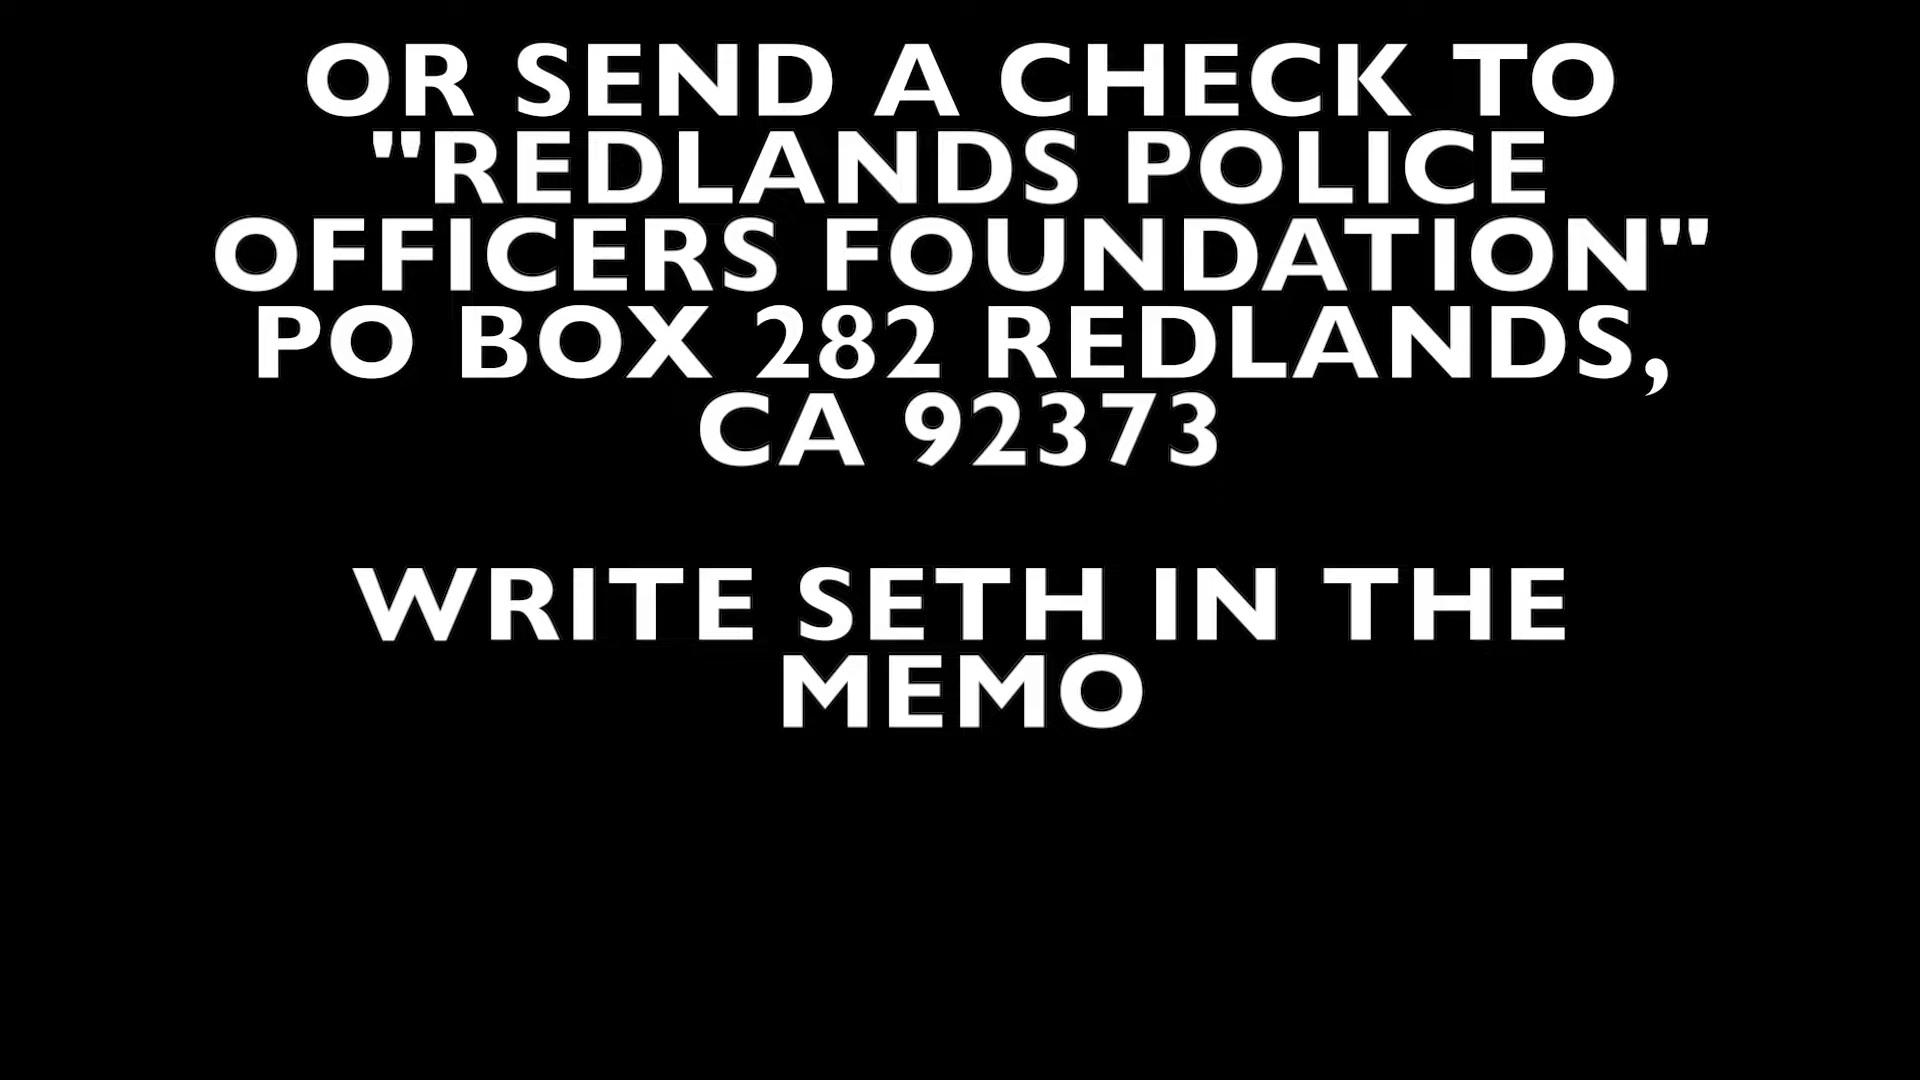 OR SEND A CHECK TO
"REDLANDS POLICE
OFFICERS FOUNDATION"
PO BOX 282 REDLANDS,
CA 92373
WRITE SETH IN THE
MEMO